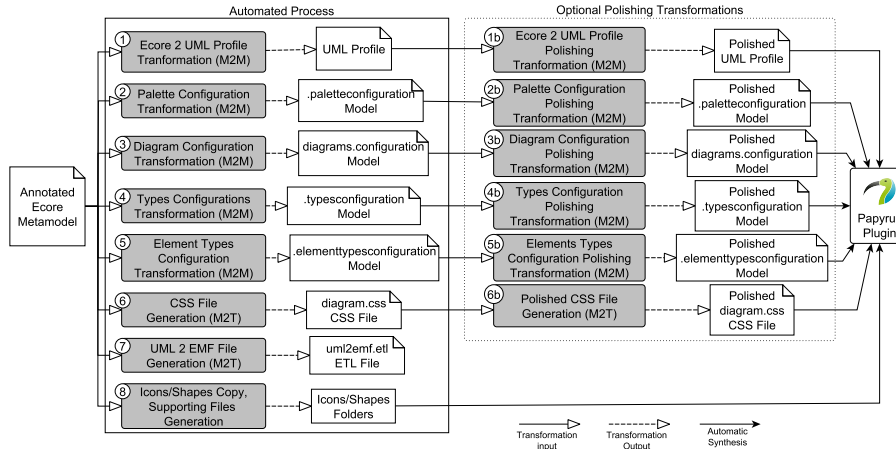 Automated Process
Optional Polishing Transformations
Annotated
Ecore
Metamodel
1
Ecore 2 UML Profile
Tranformation (M2M)
UML Profile
1b
Ecore 2 UML Profile
Polishing
Tranformation (M2M)
Polished
UML Profile
2
Palette Configuration
Tranformation (M2M)
.paletteconfiguration
Model
2b
Palette Configuration
Polishing
Tranformation (M2M)
Polished
.paletteconfiguration
Model
3
Diagram Configuration
Transformation (M2M)
diagrams.configuration
Model
3b
Diagram Configuration
Polishing
Transformation (M2M)
Polished
diagrams.configuration
Model
4
Types Configurations
Transformation (M2M)
.typesconfiguration
Model
4b
Types Configuration
Polishing
Transformation (M2M)
Polished
.typesconfiguration
Model
5
Element Types
Configuration
Transformation (M2M)
.elementtypesconfiguration
Model
5b
Elements Types
Configuration Polishing
Transformation (M2M)
Polished
.elementtypesconfiguration
Model
6
CSS File
Generation (M2T)
diagram.css
CSS File
6b
Polished CSS File
Generation (M2T)
Polished
diagram.css
CSS File
7
UML 2 EMF File
Generation (M2T)
uml2emf.etl
ETL File
8
Icons/Shapes Copy,
Supporting Files
Generation
Icons/Shapes
Folders
Papyru
Plugin
Transformation
input
Transformation
Output
Automatic
Synthesis